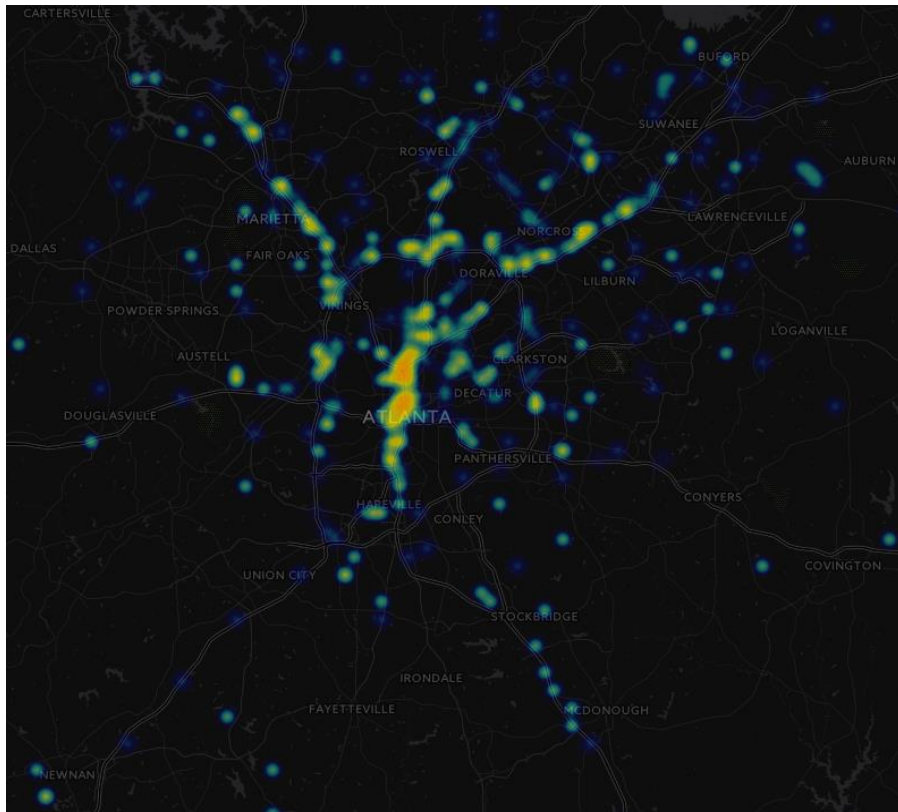 CARTERSVILLE
BUFORD
SUWANEE
ROSWELL
AUBURN
MARIETTA
LAWRENCEVILLE
NORCROSS
DALLAS
FAIR OAKS
DORAVILLE
LILBURN
VININGS
POWDER SPRINGS
LOGANVILLE
AUSTELL
CLARKSTON
DECATUR
DOUGLASVILLE
ATLANTA
PANTHERSVILLE
CONYERS
HAPEVILLE
CONLEY
COVINGTON
UNION CITY
STOCKBRIDGE
IRONDALE
FAYETTEVILLE
MCDONOUGH
NEWNAN